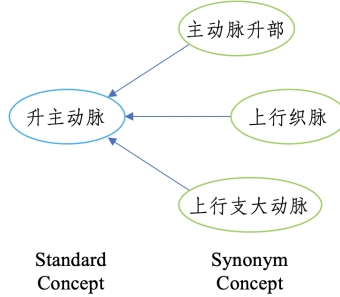 主动脉升部
升主动脉
上行织脉
上行支大动脉
Standard
Concept
Synonym
Concept